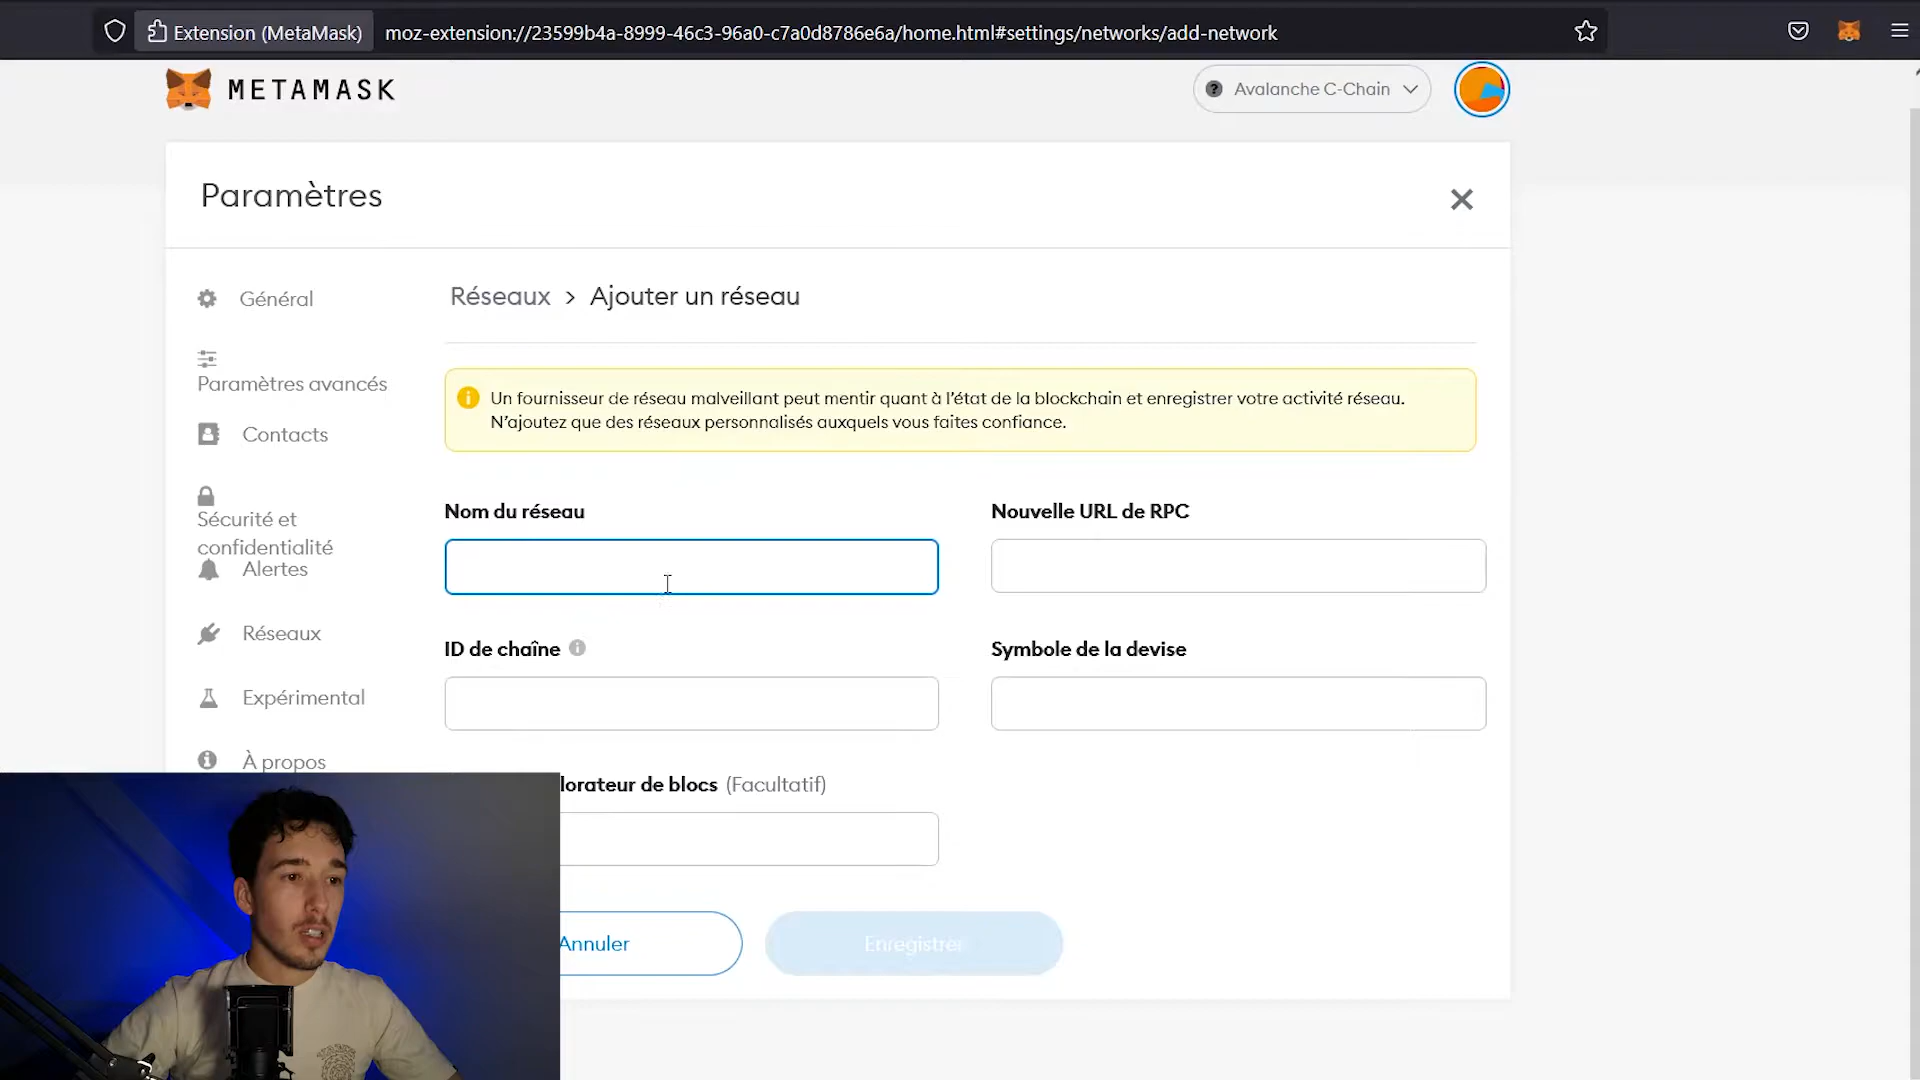 Extension (MetaMask)
moz-extension://23599b4a-8999-46c3-96a0-c7a0d8786e6a/home.html#settings/networks/add-network
METAMASK
Avalanche C-Chain
Paramètres
Général
Paramètres avancés
Contacts
Sécurité et
confidentialité
Alertes
Réseaux
Expérimental
À propos
Réseaux > Ajouter un réseau
Un fournisseur de réseau malveillant peut mentir quant à l’état de la blockchain et enregistrer votre activité réseau.
N’ajoutez que des réseaux personnalisés auxquels vous faites confiance.
Nom du réseau
Nouvelle URL de RPC
ID de chaîne
Symbole de la devise
lorateur de blocs (Facultatif)
Annuler
Enregistrer